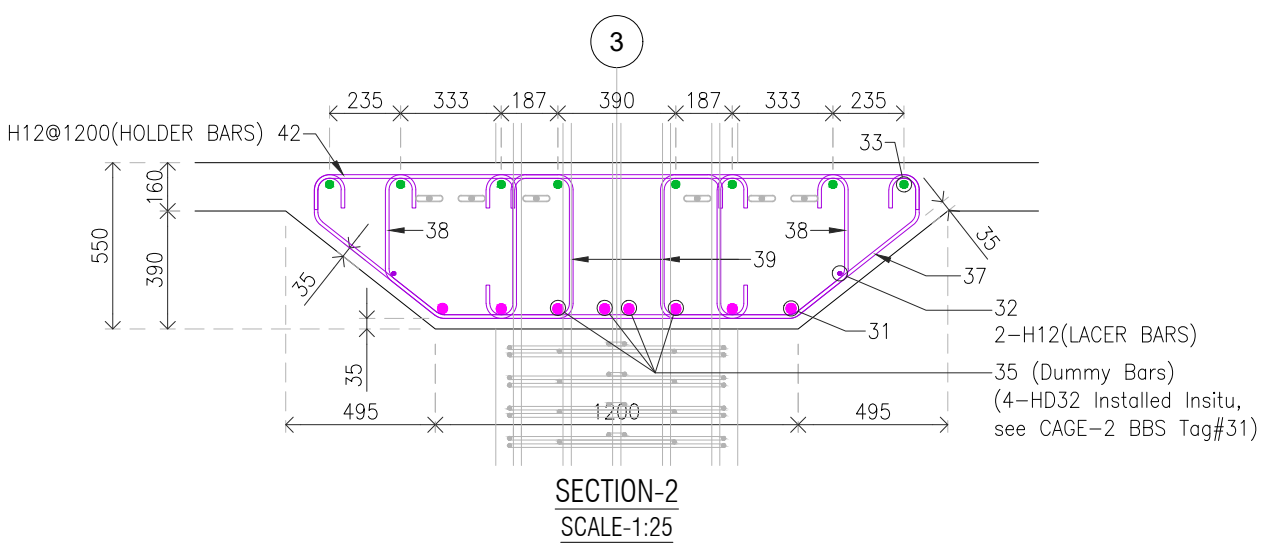 3
235 333 187 390 187 333 235
H12@1200(HOLDER BARS) 42
33
160
550
390
38
38
39
35
35
37
32
2-H12(LACER BARS)
31
35
35 (Dummy Bars)
(4-HD32 Installed Insitu,
see CAGE-2 BBS Tag#31)
495 1200 495
SECTION-2
SCALE-1:25